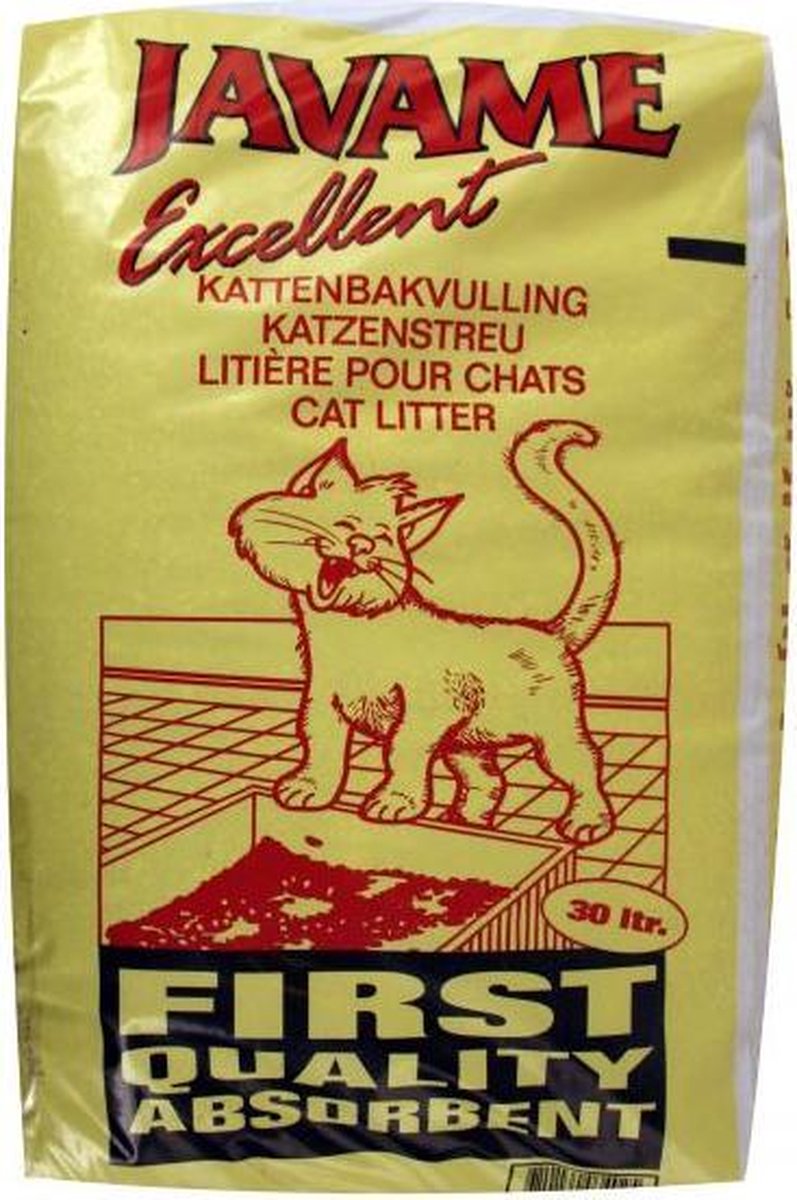 JAVAME
Excellent
KATTENBAKVULLING
KATZENSTREU
LITIÈRE POUR CHATS
CAT LITTER
30 ltr.
FIRST
QUALITY
ABSORBENT